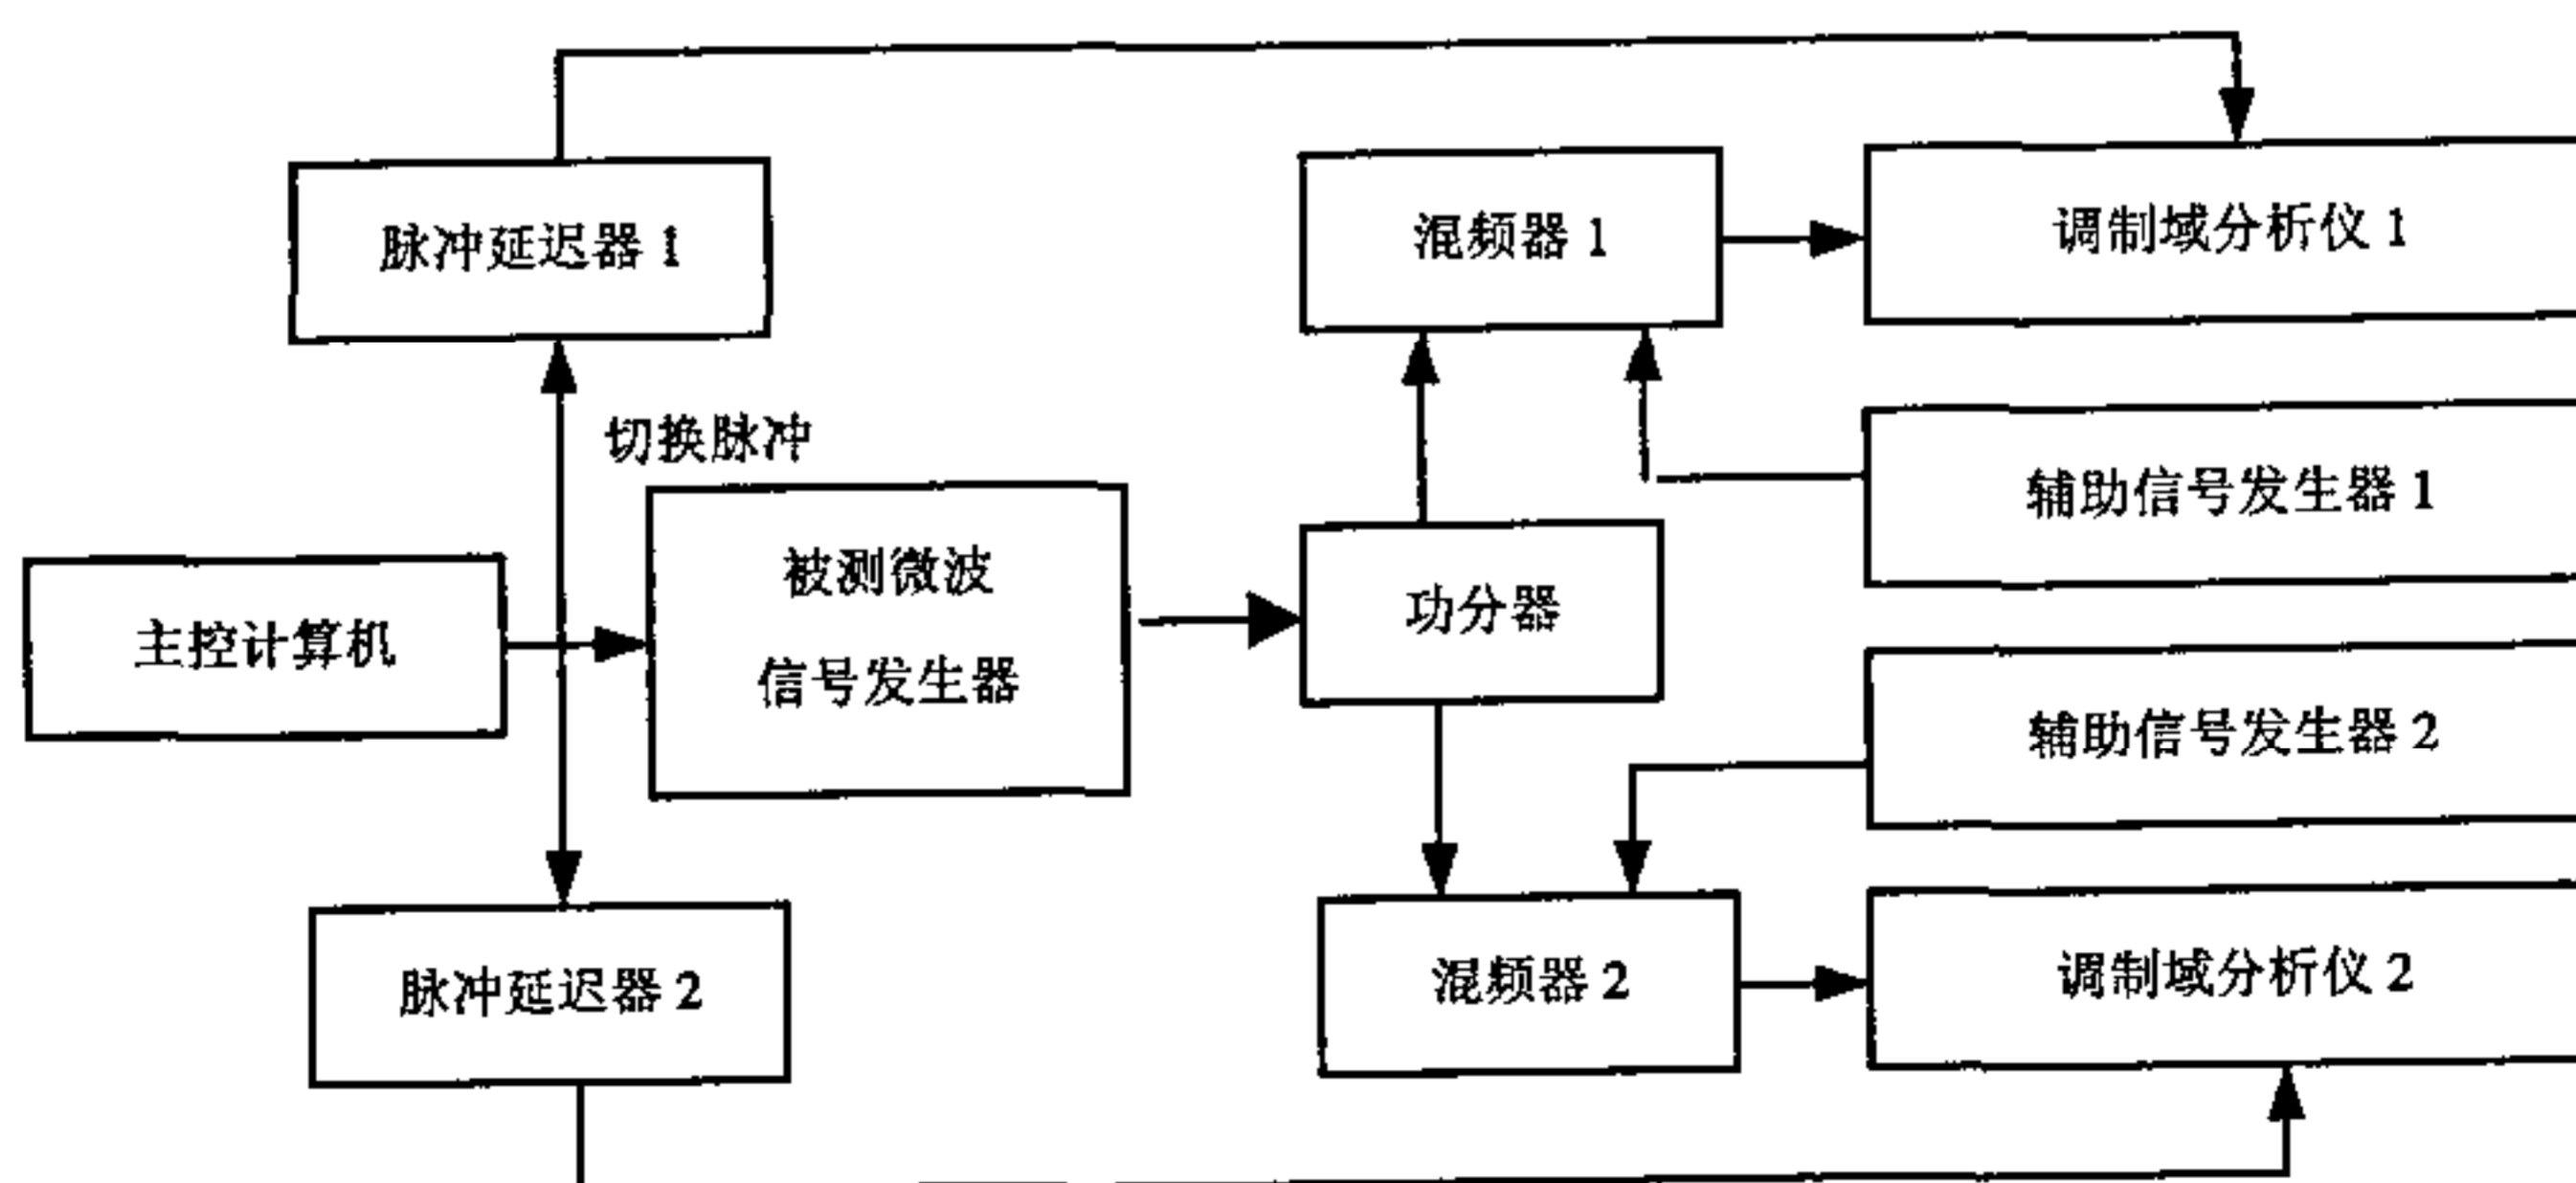 脉冲延迟器1
混频器1
调制域分析仪1
切换脉冲
辅助信号发生器1
主控计算机
被测微波
信号发生器
功分器
辅助信号发生器2
脉冲延迟器2
混频器2
调制域分析仪2